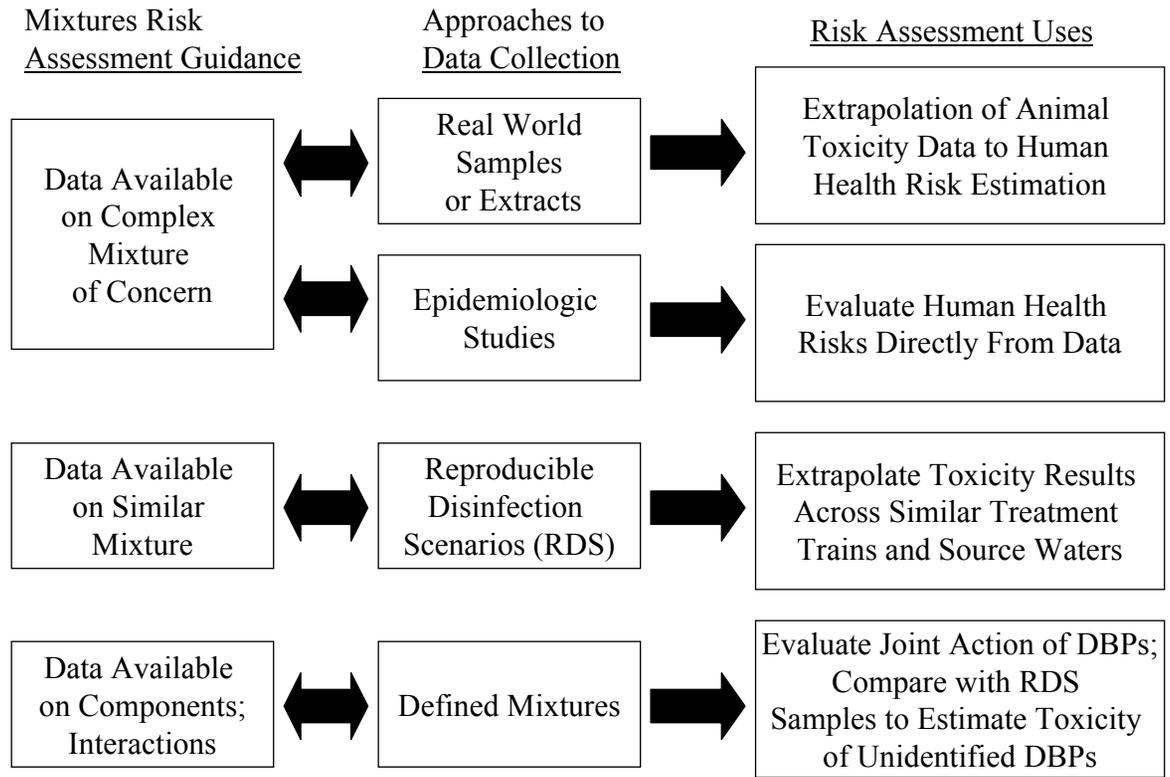 Mixtures Risk
Assessment Guidance
Approaches to
Data Collection
Risk Assessment Uses
Data Available
on Complex
Mixture
of Concern
Real World
Samples
or Extracts
Extrapolation of Animal
Toxicity Data to Human
Health Risk Estimation
Epidemiologic
Studies
Evaluate Human Health
Risks Directly From Data
Data Available
on Similar
Mixture
Reproducible
Disinfection
Scenarios (RDS)
Extrapolate Toxicity Results
Across Similar Treatment
Trains and Source Waters
Data Available
on Components;
Interactions
Defined Mixtures
Evaluate Joint Action of DBPs;
Compare with RDS
Samples to Estimate Toxicity
of Unidentified DBPs